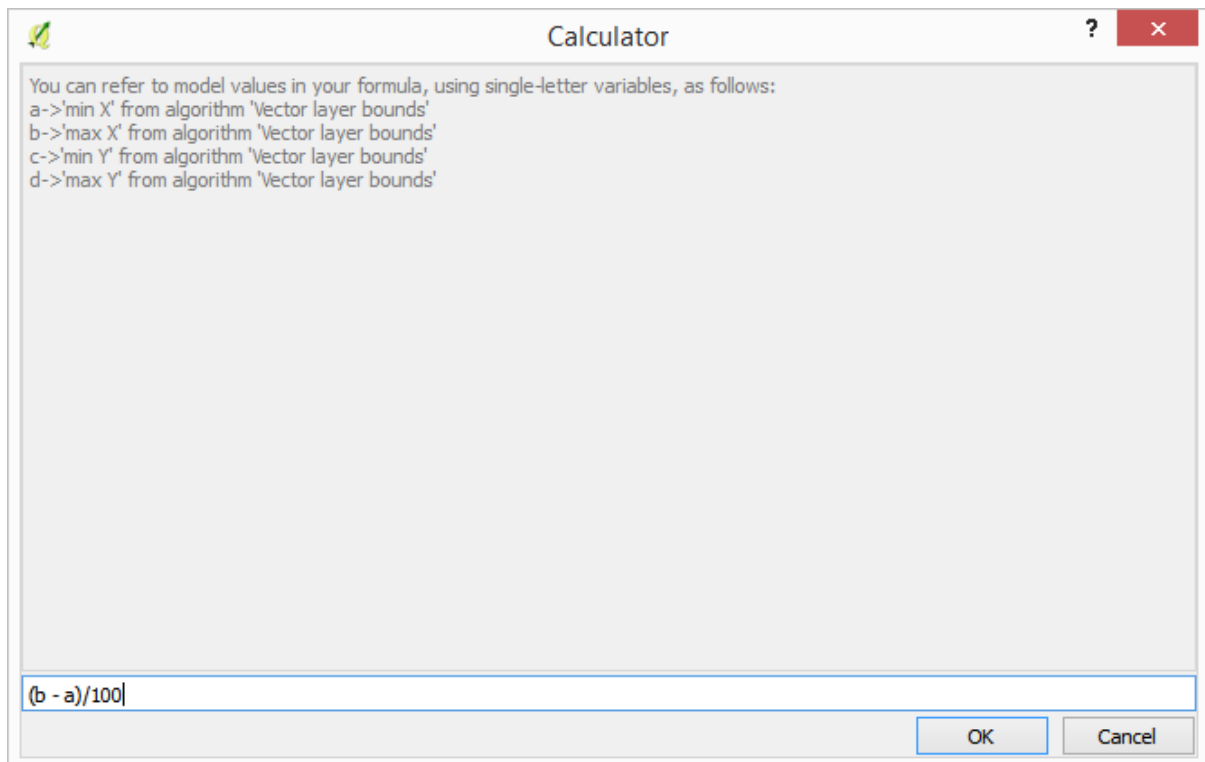 Calculator
?
×
You can refer to model values in your formula, using single-letter variables, as follows:
a->'min X' from algorithm 'Vector layer bounds'
b->'max X' from algorithm 'Vector layer bounds'
c->'min Y' from algorithm 'Vector layer bounds'
d->'max Y' from algorithm 'Vector layer bounds'
(b - a)/100
OK
Cancel